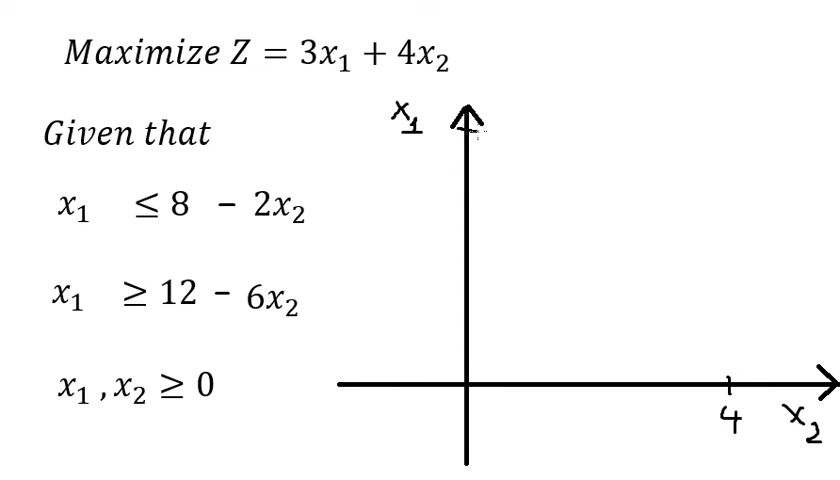 Maximize Z = 3x₁ + 4x₂
Given that
x₁ ≤ 8 − 2x₂
x₁ ≥ 12 − 6x₂
x₁ , x₂ ≥ 0
x₁
4
x₂